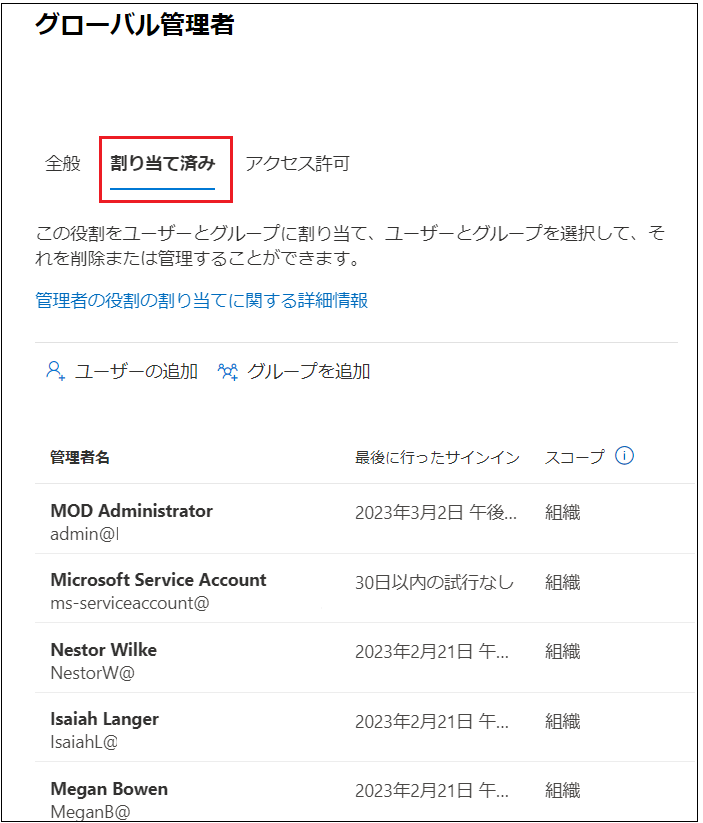 グローバル管理者
全般 割り当て済み アクセス許可
この役割をユーザーとグループに割り当て、ユーザーとグループを選択して、そ
れを削除または管理することができます。
管理者の役割の割り当てに関する詳細情報
ユーザーの追加 グループを追加
管理者名 最後に行ったサインイン スコープ
MOD Administrator 2023年3月2日 午後... 組織
admin@
Microsoft Service Account 30日以内の試行なし 組織
ms-serviceaccount@
Nestor Wilke 2023年2月21日 午... 組織
NestorW@
Isaiah Langer 2023年2月21日 午... 組織
IsaiahL@
Megan Bowen 2023年2月21日 午... 組織
MeganB@